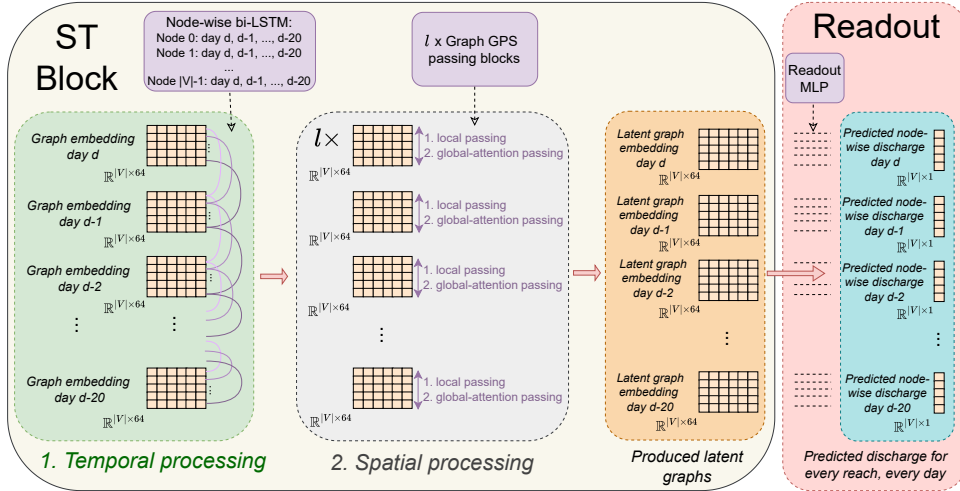 ST
Block
Node-wise bi-LSTM:
Node 0: day d, d-1, ..., d-20
Node 1: day d, d-1, ..., d-20
...
Node |V|-1: day d, d-1, ..., d-20
l x Graph GPS
passing blocks
Readout
Readout
MLP
Graph embedding
day d
ℝ^{|V|×64}
Graph embedding
day d-1
ℝ^{|V|×64}
Graph embedding
day d-2
ℝ^{|V|×64}
⋮
⋮
Graph embedding
day d-20
ℝ^{|V|×64}
1. Temporal processing
l×
1. local passing
2. global-attention passing
ℝ^{|V|×64}
1. local passing
2. global-attention passing
ℝ^{|V|×64}
1. local passing
2. global-attention passing
ℝ^{|V|×64}
⋮
1. local passing
2. global-attention passing
ℝ^{|V|×64}
2. Spatial processing
Latent graph
embedding
day d
ℝ^{|V|×64}
Latent graph
embedding
day d-1
ℝ^{|V|×64}
Latent graph
embedding
day d-2
ℝ^{|V|×64}
⋮
Latent graph
embedding
day d-20
ℝ^{|V|×64}
Produced latent
graphs
Predicted node-
wise discharge
day d
ℝ^{|V|×1}
Predicted node-
wise discharge
day d-1
ℝ^{|V|×1}
Predicted node-
wise discharge
day d-2
ℝ^{|V|×1}
⋮
Predicted node-
wise discharge
day d-20
ℝ^{|V|×1}
Predicted discharge for
every reach, every day